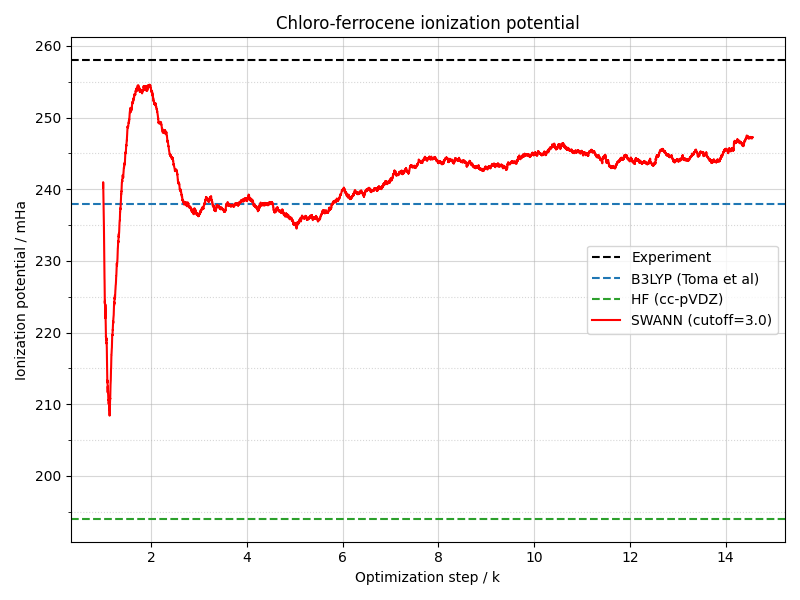 Chloro-ferrocene ionization potential
Ionization potential / mHa
260
250
240
230
220
210
200
Experiment
B3LYP (Toma et al)
HF (cc-pVDZ)
SWANN (cutoff=3.0)
2 4 6 8 10 12 14
Optimization step / k